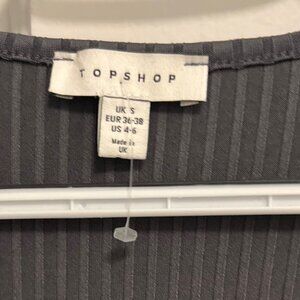 TOPSHOP
UK S
EUR 36-38
US 4-6
Made in
UK